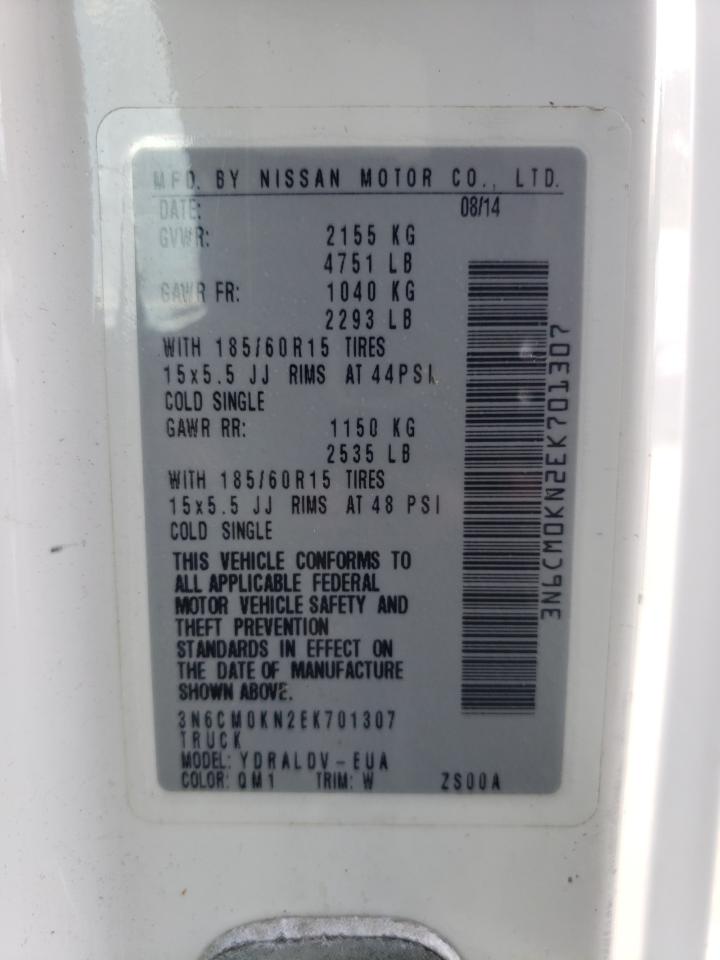 MFD. BY NISSAN MOTOR CO., LTD.
DATE: 08/14
GVWR: 2155 KG
4751 LB
GAWR FR: 1040 KG
2293 LB
WITH 185/60R15 TIRES
15x5.5 JJ RIMS AT 44PSI
COLD SINGLE
GAWR RR: 1150 KG
2535 LB
WITH 185/60R15 TIRES
15x5.5 JJ RIMS AT 48 PSI
COLD SINGLE
THIS VEHICLE CONFORMS TO
ALL APPLICABLE FEDERAL
MOTOR VEHICLE SAFETY AND
THEFT PREVENTION
STANDARDS IN EFFECT ON
THE DATE OF MANUFACTURE
SHOWN ABOVE.
3N6CM0KN2EK701307
TRUCK
MODEL: YDRALDV-EUA
COLOR: QM1 TRIM: W ZS00A
3N6CM0KN2EK701307